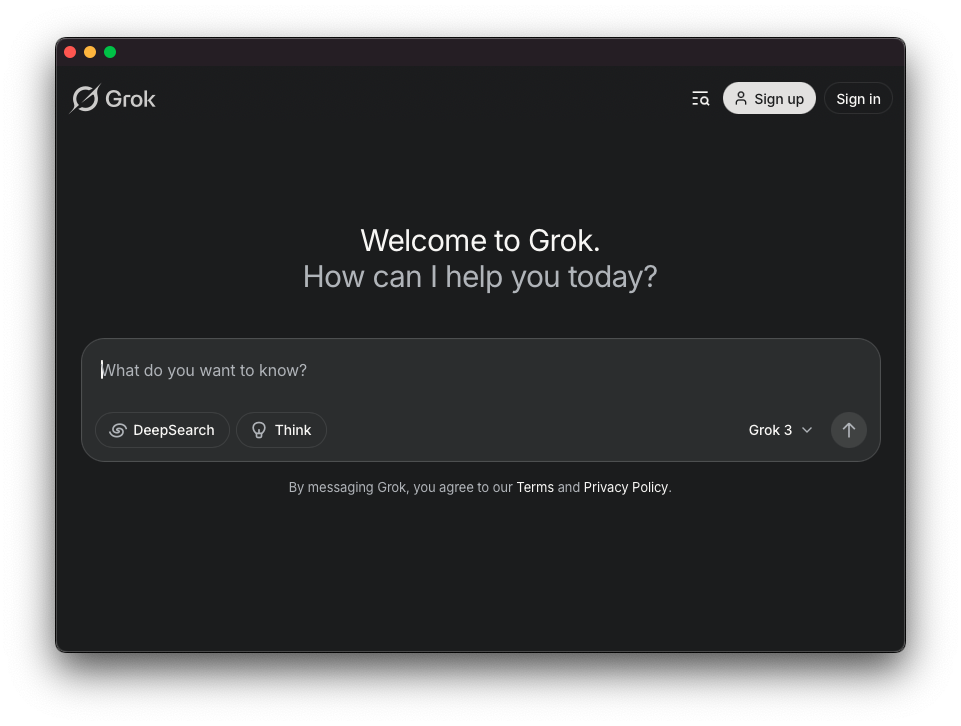 Grok
Sign up
Sign in
Welcome to Grok.
How can I help you today?
What do you want to know?
DeepSearch
Think
Grok 3
By messaging Grok, you agree to our Terms and Privacy Policy.